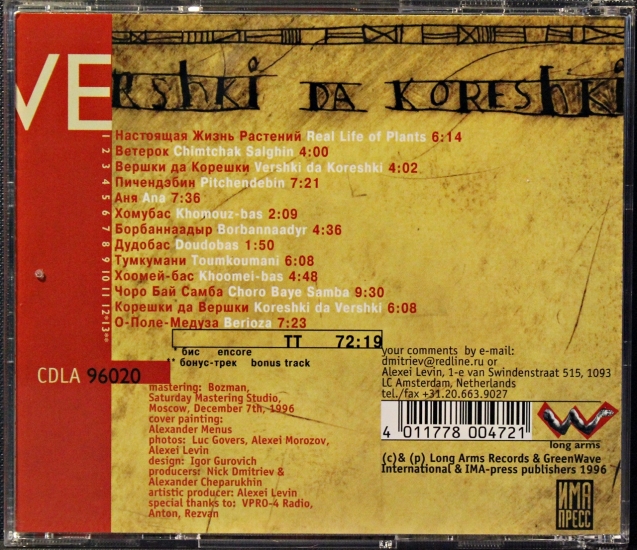 VERSHKI DA KORESHKI
1 Настоящая Жизнь Растений Real Life of Plants 6:14
2 Ветерок Chimtchak Salghin 4:00
3 Вершки да Корешки Vershki da Koreshki 4:02
4 Пичендэбин Pitchendebin 7:21
5 Аня Ana 7:36
6 Хомубас Khomouz-bas 2:09
7 Борбаннаадыр Borbannaadyr 4:36
8 Дудобас Doudobas 1:50
9 Тумкумани Toumkoumani 6:08
10 Хоомей-бас Khoomei-bas 4:48
11 Чоро Бай Самба Choro Baye Samba 9:30
12* Корешки да Вершки Koreshki da Vershki 6:08
13** О-Поле-Медуза Berioza 7:23
TT 72:19
* бис encore
** бонус-трек bonus track
CDLA 96020
mastering: Bozman,
Saturday Mastering Studio,
Moscow, December 7th, 1996
cover painting:
Alexander Menus
photos: Luc Govers, Alexei Morozov,
Alexei Levin
design: Igor Gurovich
producers: Nick Dmitriev &
Alexander Cheparukhin
artistic producer: Alexei Levin
special thanks to: VPRO-4 Radio,
Anton, Rezvan
your comments by e-mail:
dmitriev@redline.ru or
Alexei Levin, 1-e van Swindenstraat 515, 1093
LC Amsterdam, Netherlands
tel./fax +31.20.663.9027
4 011778 004721
long arms
(c)& (p) Long Arms Records & GreenWave
International & IMA-press publishers 1996
ИМА
ПРЕСС